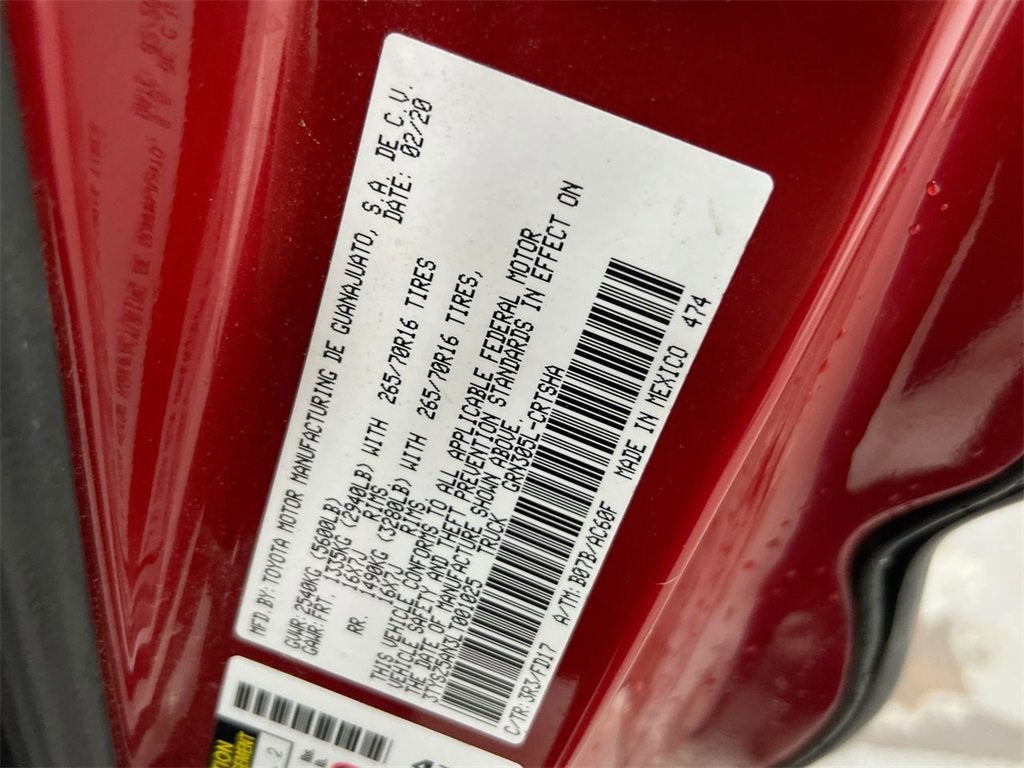 MFD.BY: TOYOTA MOTOR MANUFACTURING DE GUANAJUATO, S.A. DE C.V.
DATE: 02/20
GVWR: 2540KG (5600LB)
GAWR: FRT. 1335KG (2940LB) WITH 265/70R16 TIRES
16X7J RIMS
RR. 1490KG (3280LB) WITH 265/70R16 TIRES,
16X7J RIMS
THIS VEHICLE CONFORMS TO ALL APPLICABLE FEDERAL MOTOR
VEHICLE SAFETY AND THEFT PREVENTION STANDARDS IN EFFECT ON
THE DATE OF MANUFACTURE SHOWN ABOVE.
TRUCK GRN305L-CRTSHA
C/TR: 3R3/FD17 A/TM: B07B/AC60F MADE IN MEXICO 474